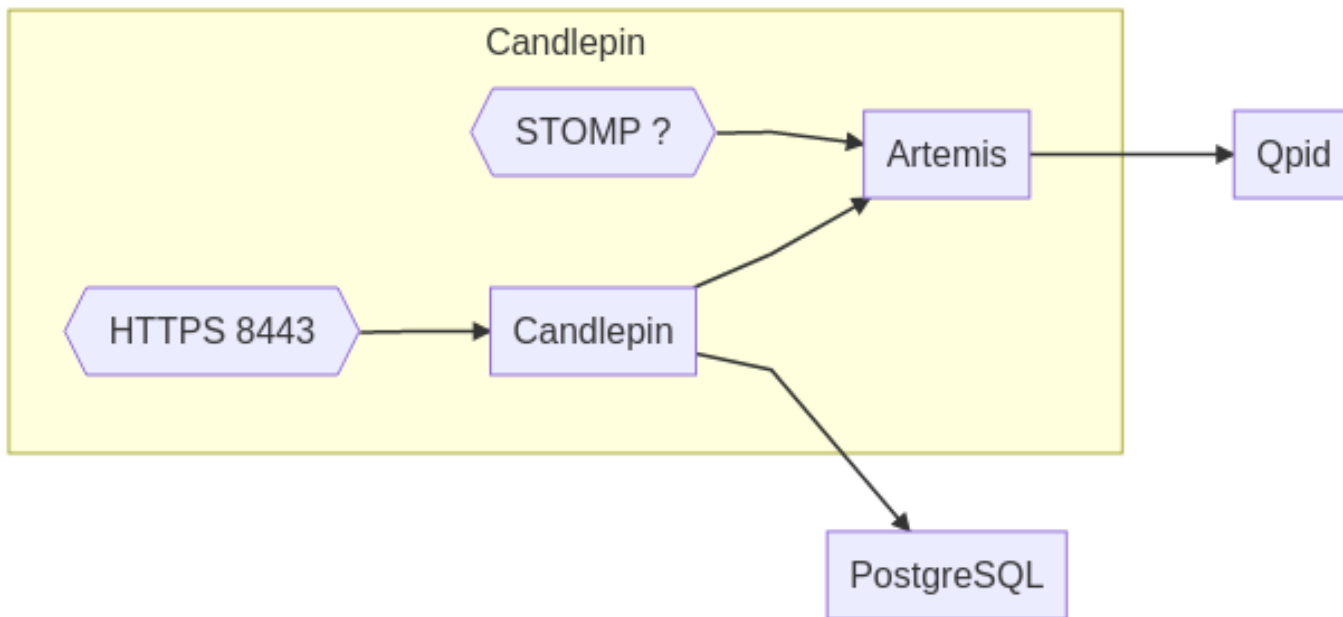 Candlepin
STOMP ?
Artemis
Qpid
HTTPS 8443
Candlepin
PostgreSQL